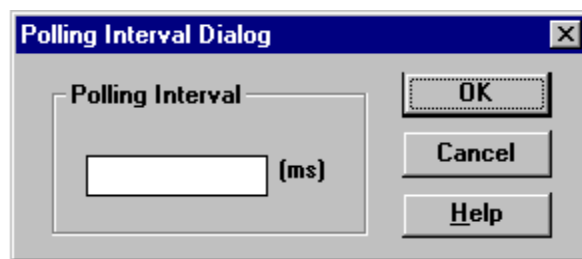 Polling Interval Dialog
Polling Interval
(ms)
OK
Cancel
Help